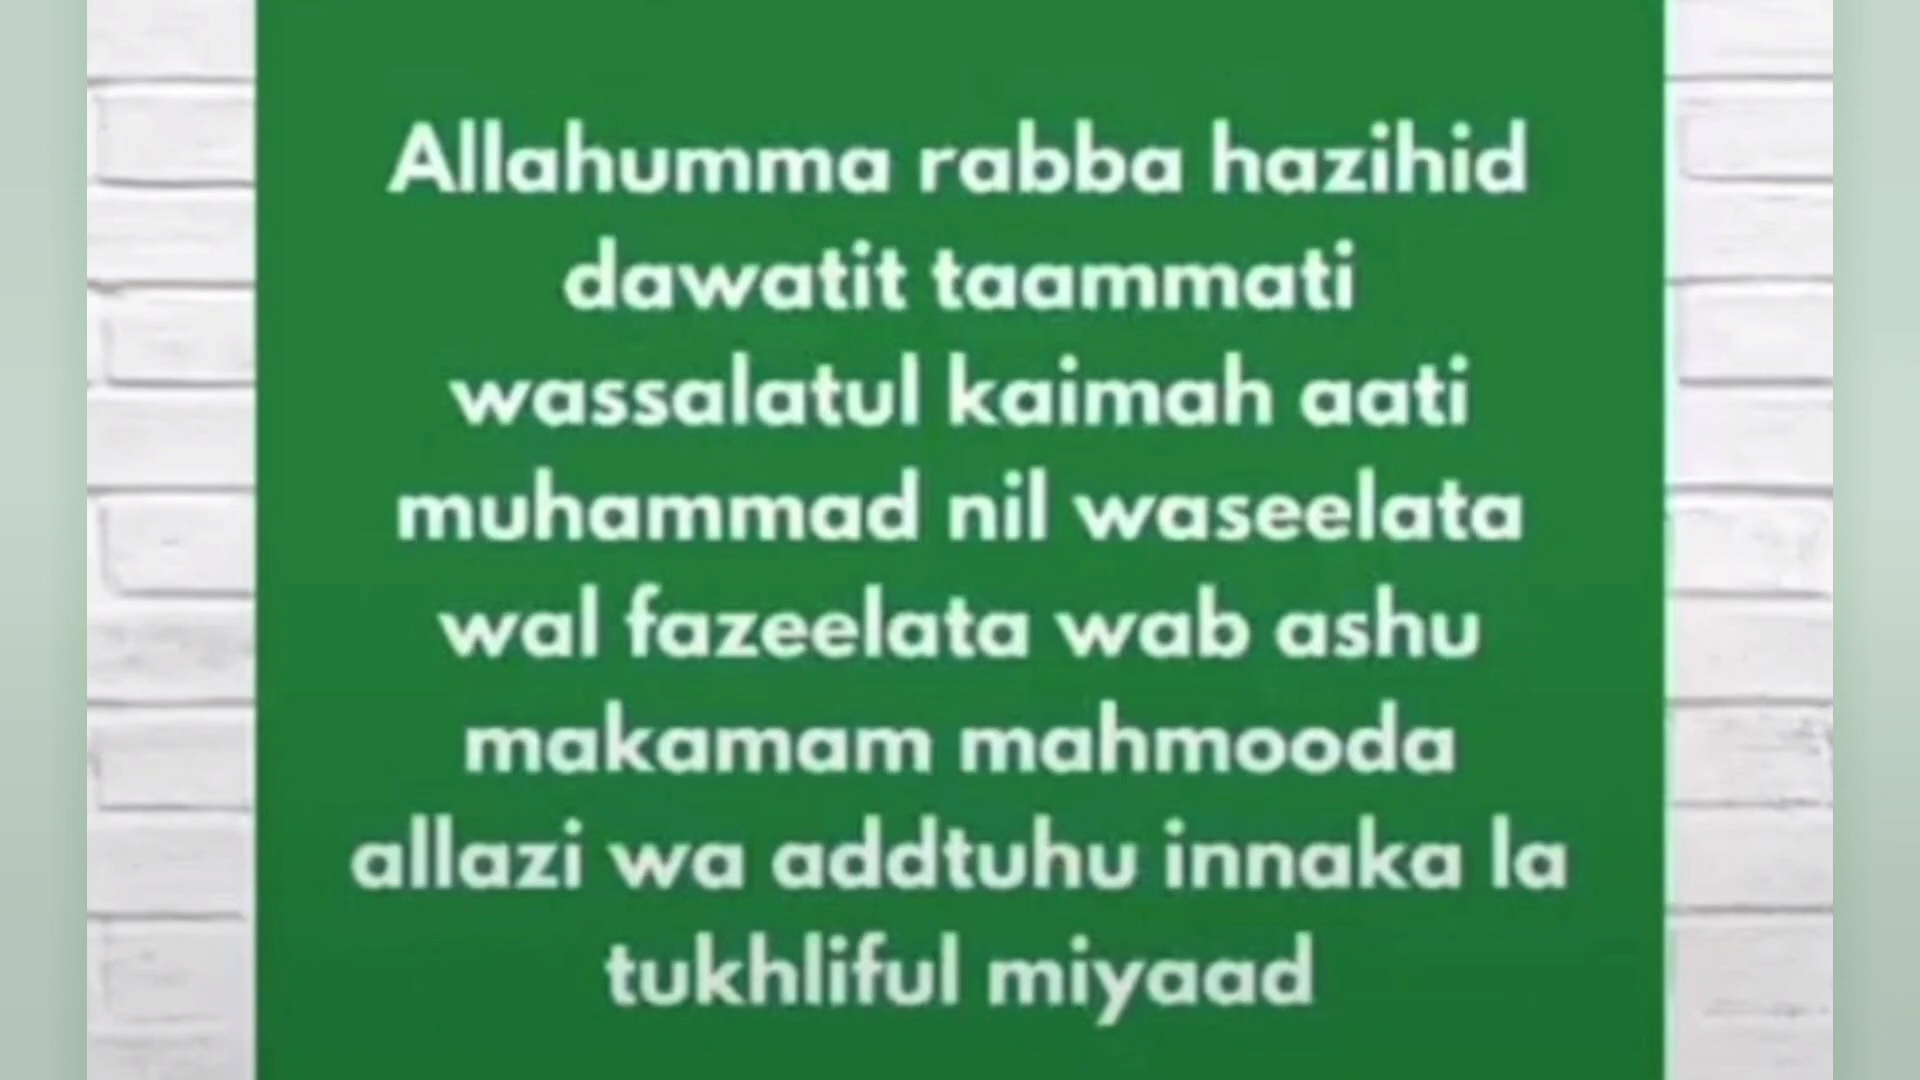 Allahumma rabba hazihid
dawatit taammati
wassalatul kaimah aati
muhammad nil waseelata
wal fazeelata wab ashu
makamam mahmooda
allazi wa addtuhu innaka la
tukhliful miyaad